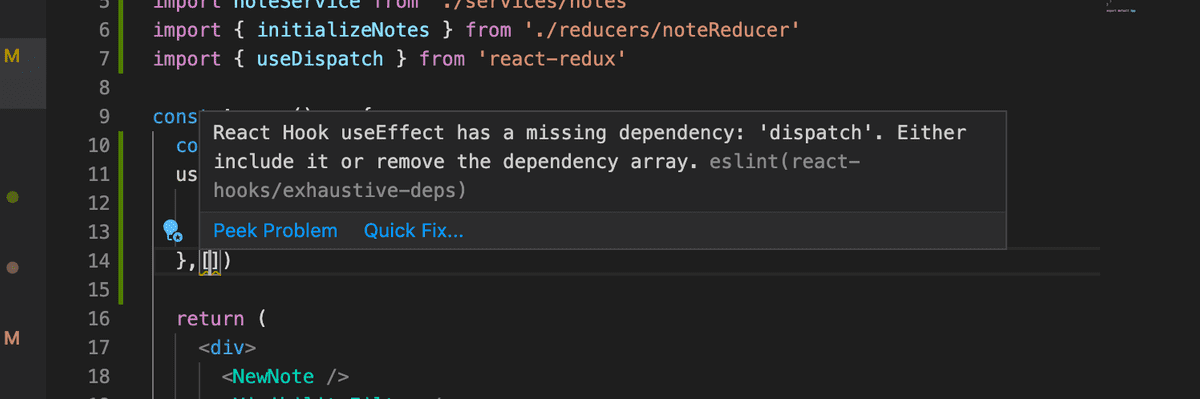 5 import noteService from './services/notes'
6 import { initializeNotes } from './reducers/noteReducer'
7 import { useDispatch } from 'react-redux'
8
9 cons
React Hook useEffect has a missing dependency: 'dispatch'. Either
10 co
include it or remove the dependency array. eslint(react-
11 us
hooks/exhaustive-deps)
12
13
Peek Problem Quick Fix...
14 },[])
15
16 return (
17 <div>
18 <NewNote />
M
M